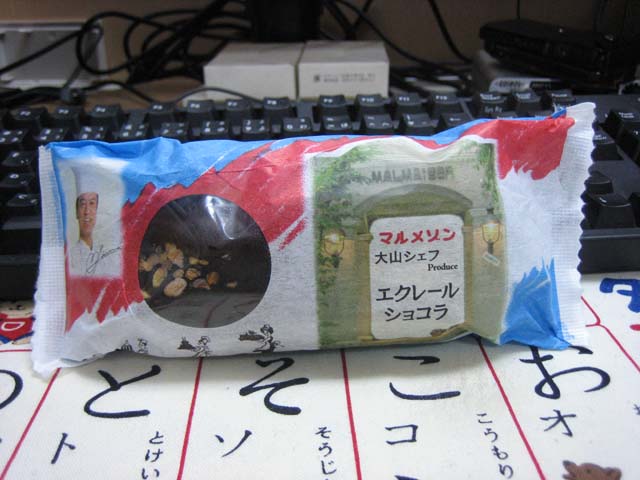 MALMAISON
マルメゾン
大山シェフ
Produce
エクレール
ショコラ
と
ト
とけい
そ
ソ
そうじ
こ
コ
こうもり
お
オ